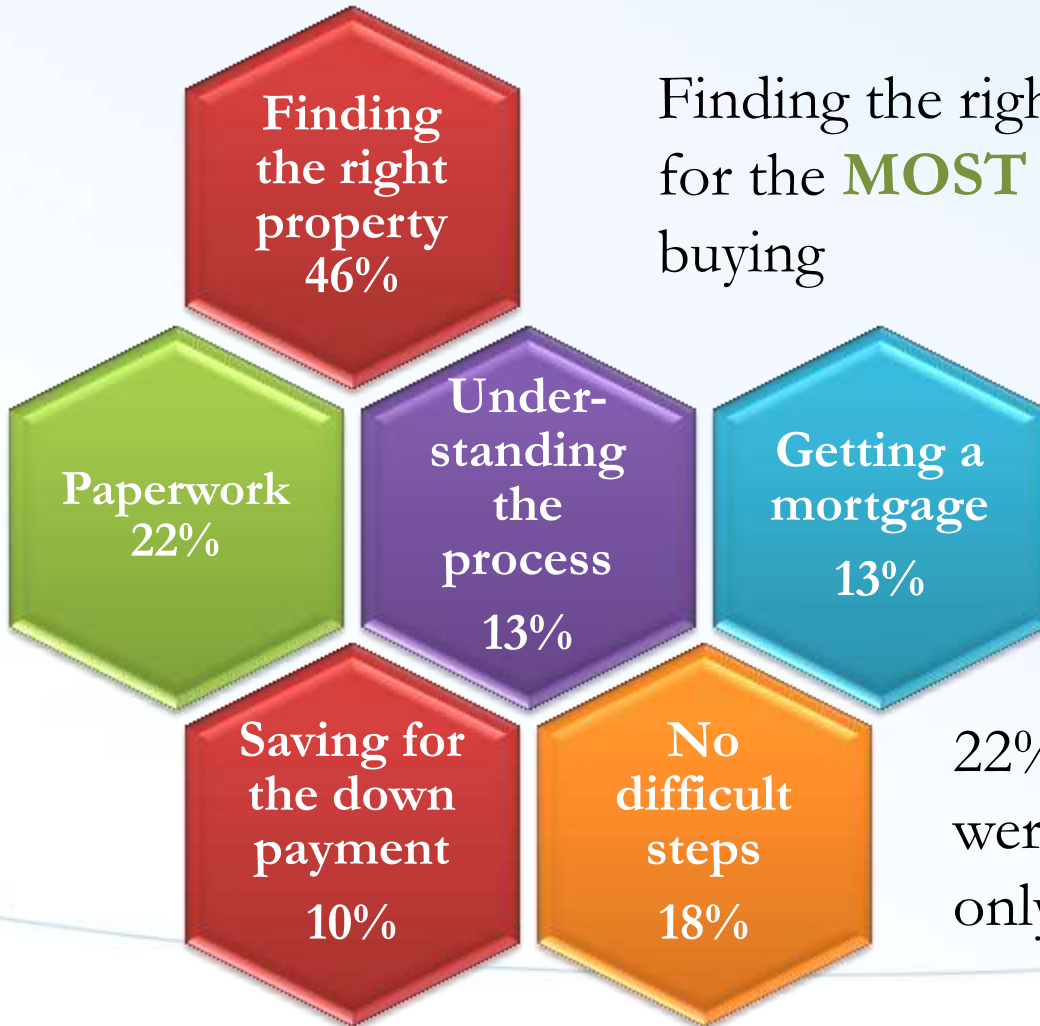 Finding
the right
property
46%
Finding the righ
for the MOST
buying
Paperwork
22%
Under-
standing
the
process
13%
Getting a
mortgage
13%
Saving for
the down
payment
10%
No
difficult
steps
18%
22%
wer
only